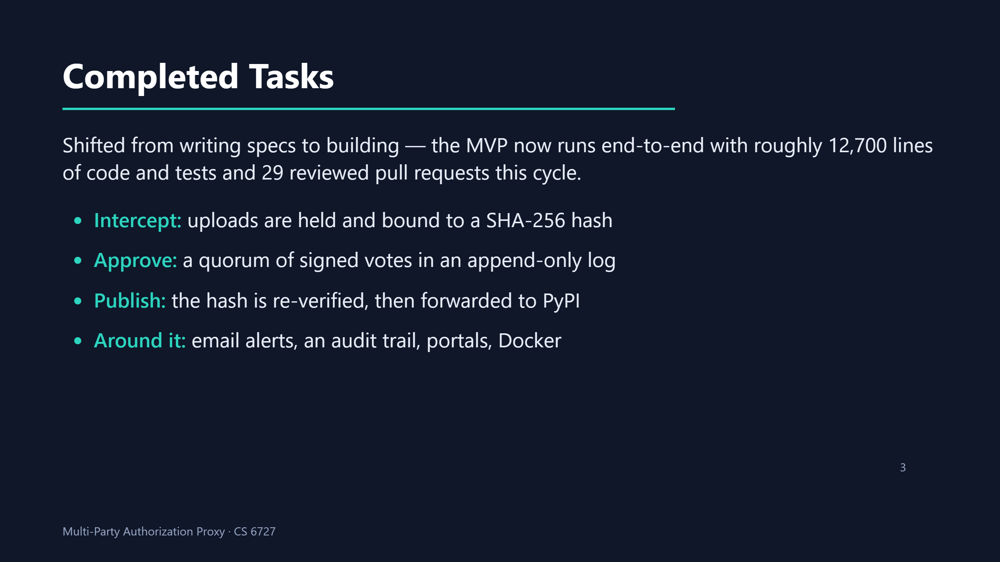 Completed Tasks
Shifted from writing specs to building — the MVP now runs end-to-end with roughly 12,700 lines
of code and tests and 29 reviewed pull requests this cycle.
• Intercept: uploads are held and bound to a SHA-256 hash
• Approve: a quorum of signed votes in an append-only log
• Publish: the hash is re-verified, then forwarded to PyPI
• Around it: email alerts, an audit trail, portals, Docker
3
Multi-Party Authorization Proxy · CS 6727